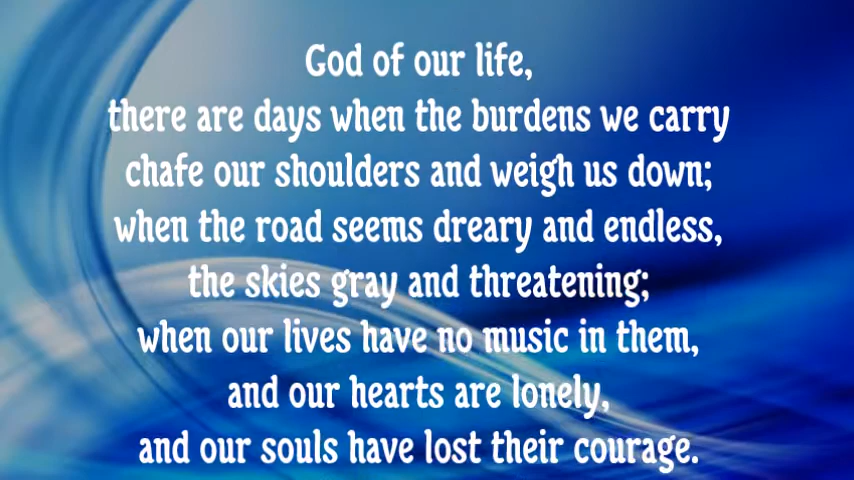 God of our life,
there are days when the burdens we carry
chafe our shoulders and weigh us down;
when the road seems dreary and endless,
the skies gray and threatening;
when our lives have no music in them,
and our hearts are lonely,
and our souls have lost their courage.